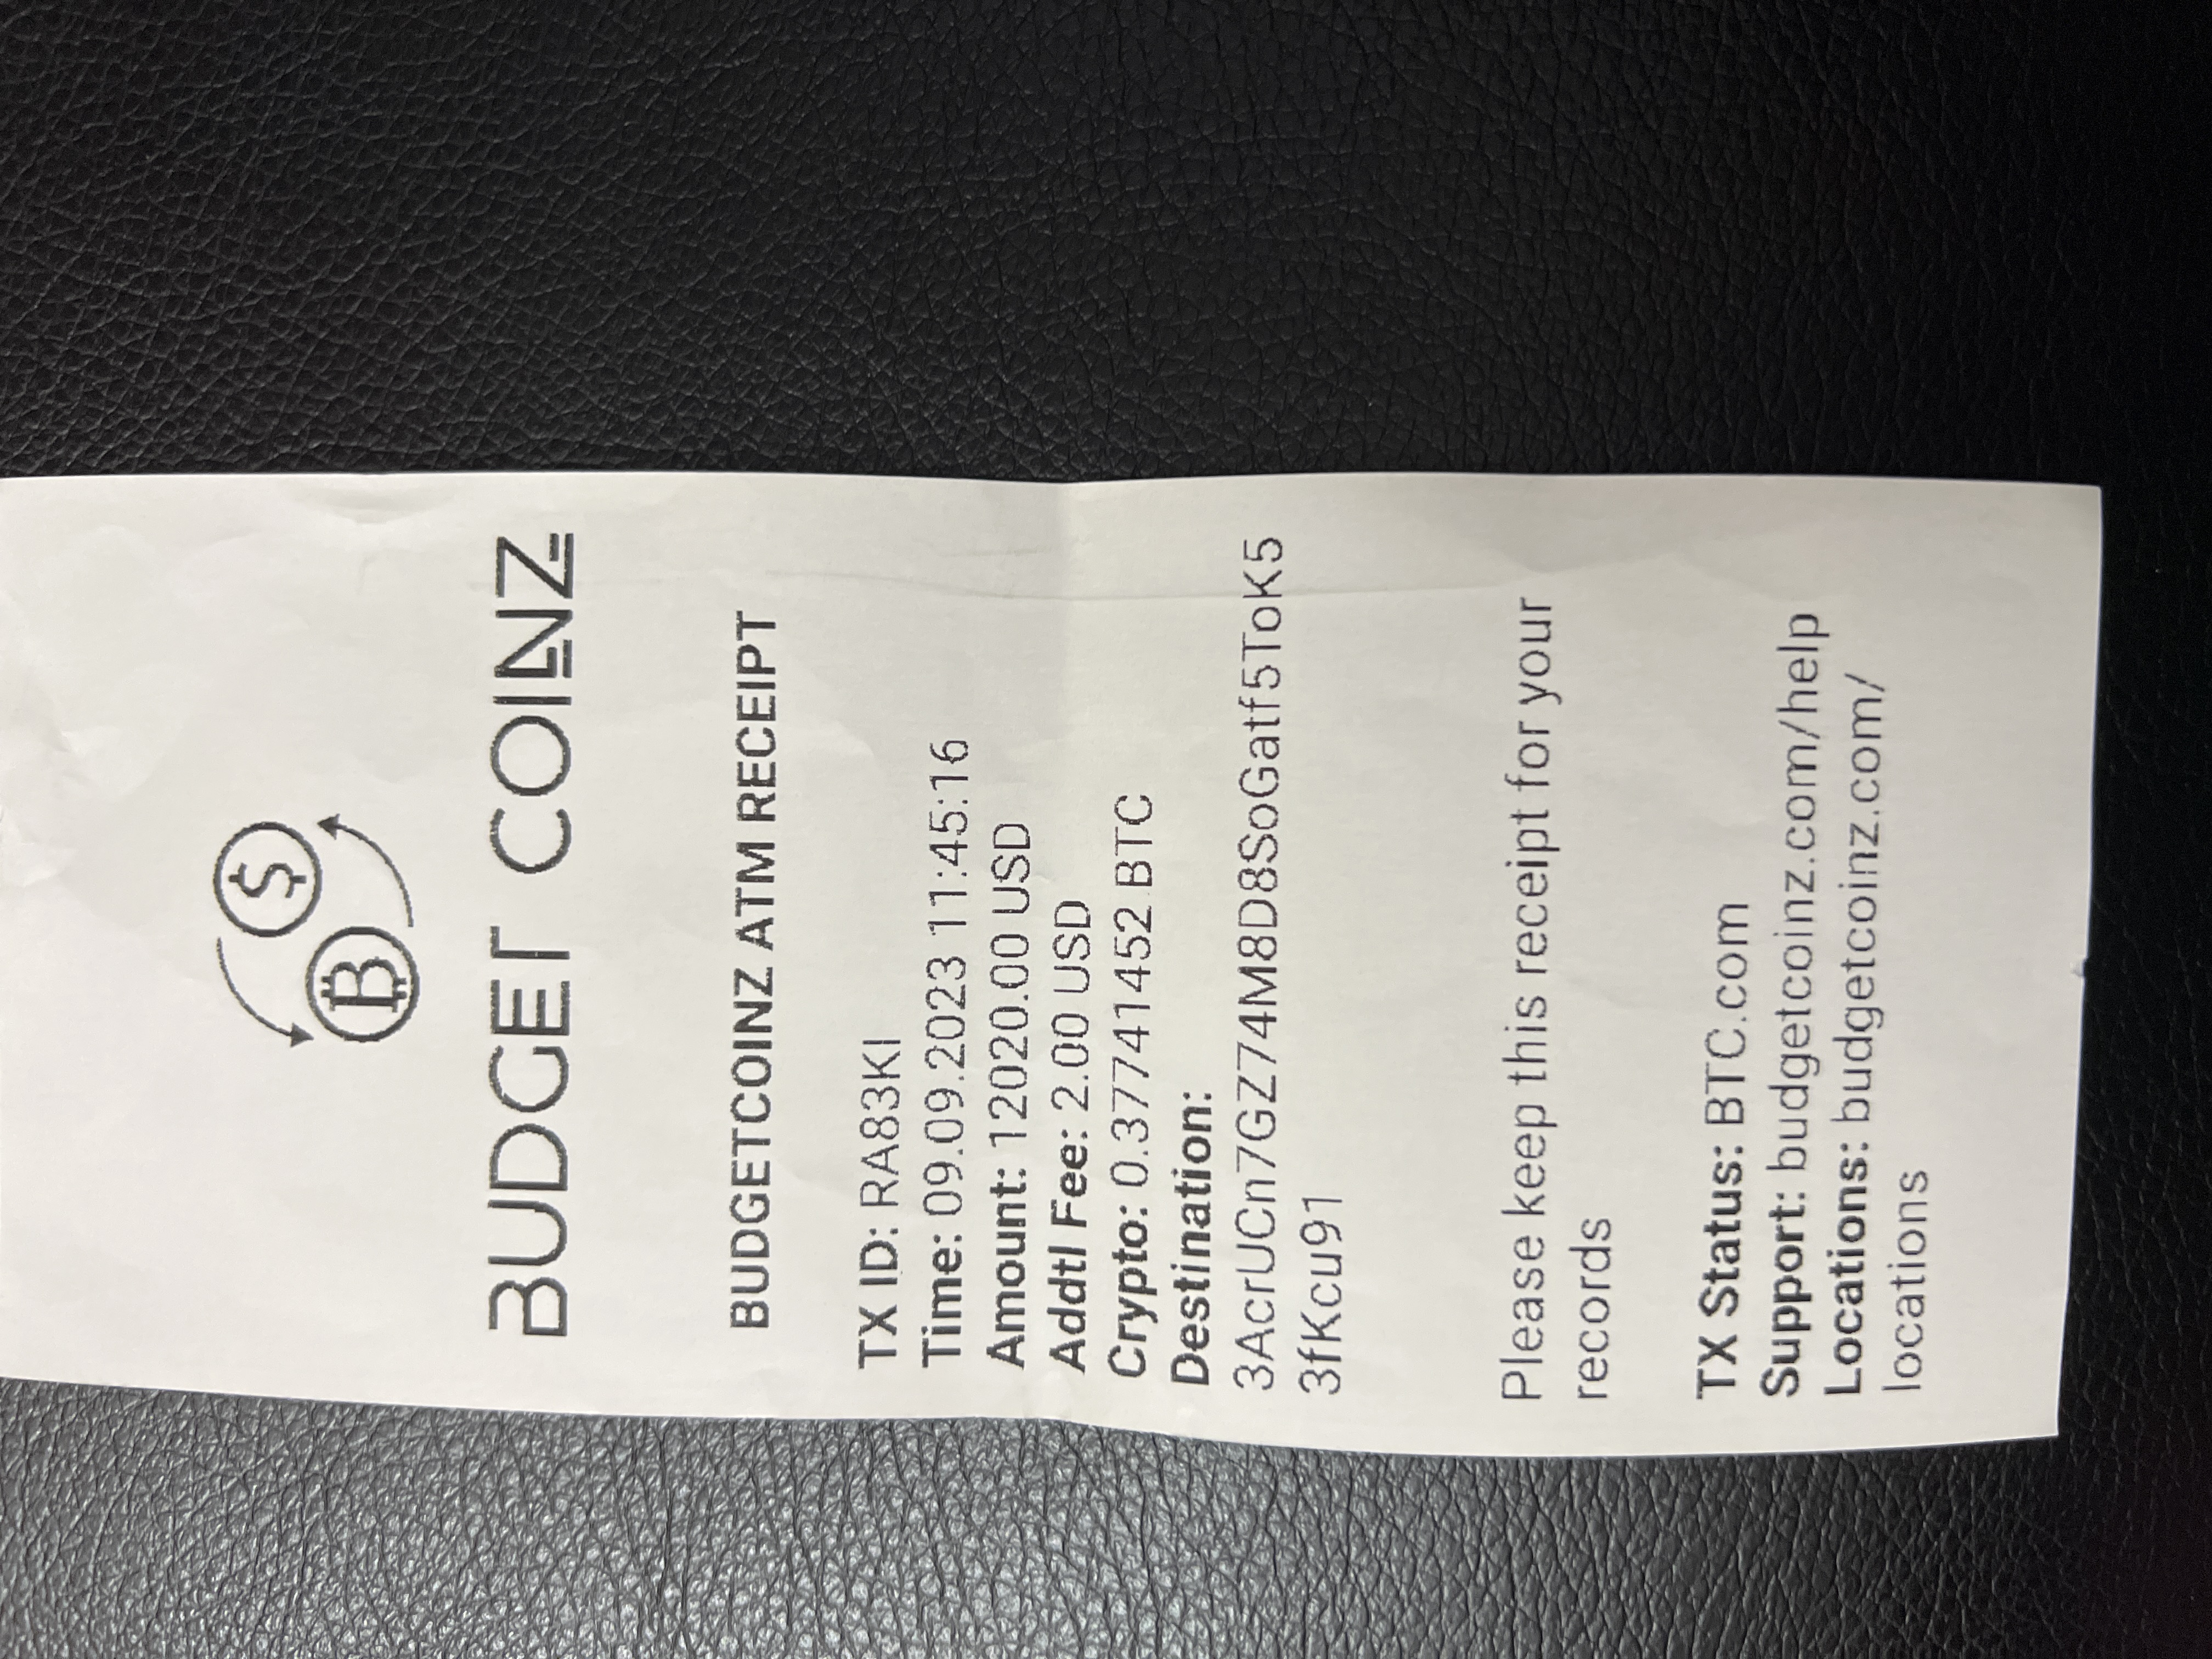 $
B
BUDGET COINZ
BUDGETCOINZ ATM RECEIPT
TX ID: RA83KI
Time: 09.09.2023 11:45:16
Amount: 12020.00 USD
Addtl Fee: 2.00 USD
Crypto: 0.37741452 BTC
Destination:
3AcrUCn7GZ74M8D8SoGatf5ToK5
3fKcu91
Please keep this receipt for your
records
TX Status: BTC.com
Support: budgetcoinz.com/help
Locations: budgetcoinz.com/
locations